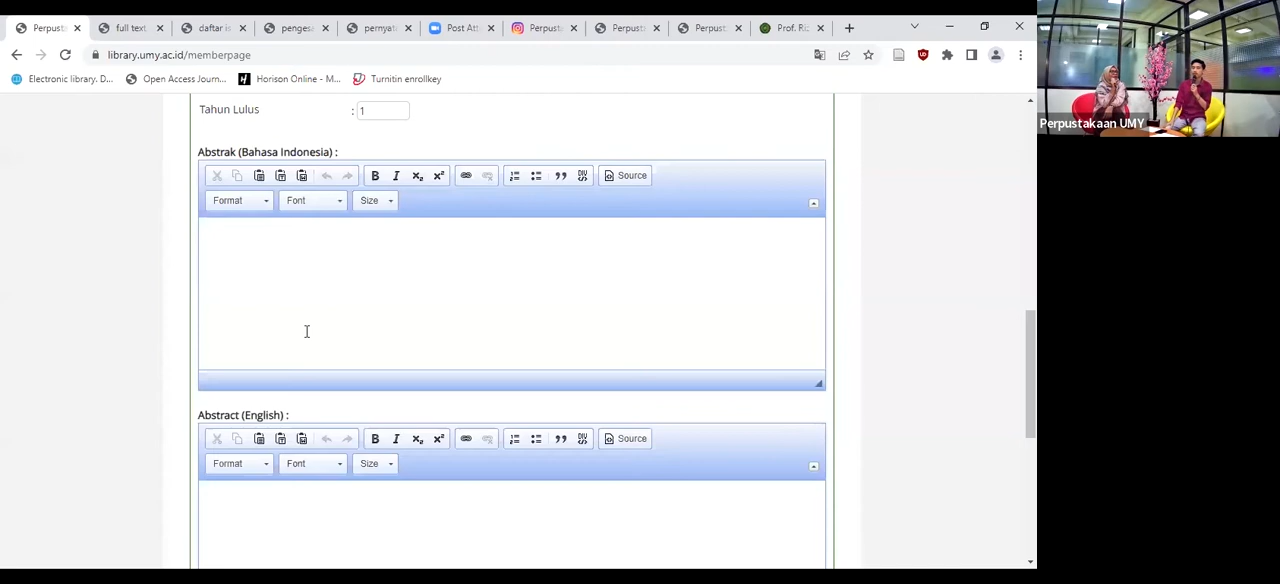 Perpust
full text
daftar is
penges
pernyat
Post Att
Perpust
Perpust
Perpust
Prof. Ri
library.umy.ac.id/memberpage
Electronic library. D...
Open Access Journ...
Horison Online - M...
Turnitin enrollkey
Perpustakaan UMY
Tahun Lulus : 1
Abstrak (Bahasa Indonesia) :
Source
Format Font Size
Abstract (English) :
Source
Format Font Size